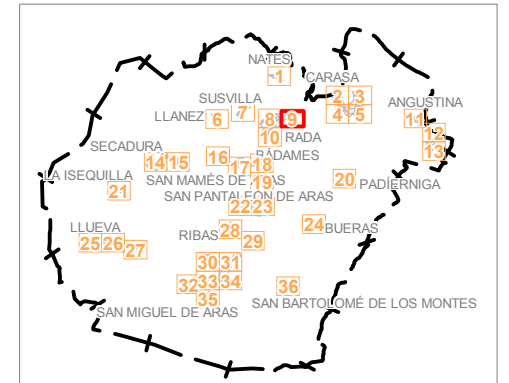 NATES
1
CARASA
2 3
SUSVILLA
ANGUSTINA
7
LLANEZ 6 8 9 4 5 11
10 RADA 12
SECADURA 13
14 15 16 BÁDAMES
17 18
LA ISEQUILLA SAN MAMÉS DE ARAS 19 20 PADÍERNIGA
21 SAN PANTALEÓN DE ARAS
22 23
LLUEVA 24 BUERAS
RIBAS 28
25 26 27 29
30 31
32 33 34 36
35 SAN BARTOLOMÉ DE LOS MONTES
SAN MIGUEL DE ARAS